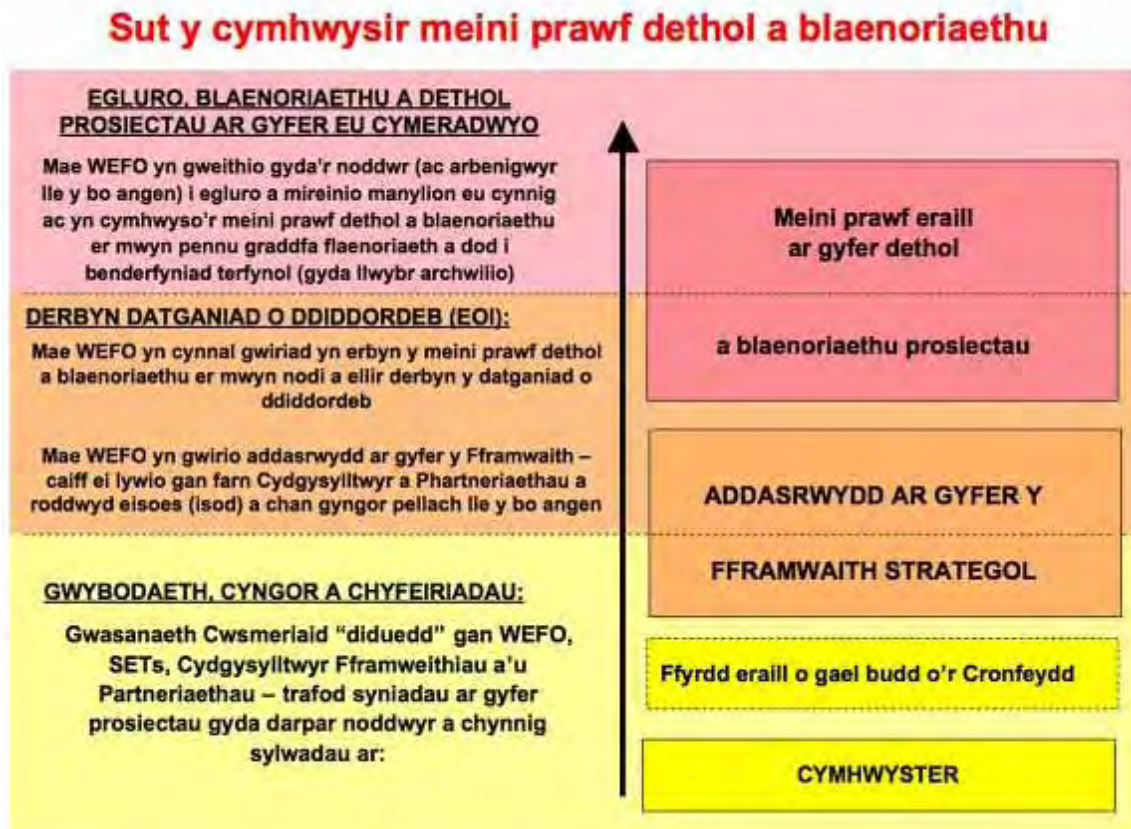 Sut y cymhwysir meini prawf dethol a blaenoriaethu
EGLURO, BLAENORIAETHU A DETHOL
PROSIECTAU AR GYFER EU CYMERADWYO
Mae WEFO yn gweithio gyda'r noddwr (ac arbenigwyr
lle y bo angen) i egluro a mireinio manylion eu cynnig
ac yn cymhwyso'r meini prawf dethol a blaenoriaethu
er mwyn pennu graddfa flaenoriaeth a dod i
benderfyniad terfynol (gyda llwybr archwilio)
DERBYN DATGANIAD O DDIDDORDEB (EOI):
Mae WEFO yn cynnal gwiriad yn erbyn y meini prawf dethol
a blaenoriaethu er mwyn nodi a ellir derbyn y datganiad o
ddiddordeb
Mae WEFO yn gwirio addasrwydd ar gyfer y Fframwaith –
caiff ei lywio gan farn Cydgysylltwyr a Phartneriaethau a
roddwyd eisoes (isod) a chan gyngor pellach lle y bo angen
GWYBODAETH, CYNGOR A CHYFEIRIADAU:
Gwasanaeth Cwsmeriaid “diduedd” gan WEFO,
SETs, Cydgysylltwyr Fframweithiau a'u
Partneriaethau – trafod syniadau ar gyfer
prosiectau gyda darpar noddwyr a chynnig
sylwadau ar:
Meini prawf eraill
ar gyfer dethol
a blaenoriaethu prosiectau
ADDASRWYDD AR GYFER Y
FFRAMWAITH STRATEGOL
Ffyrdd eraill o gael budd o'r Cronfeydd
CYMHWYSTER